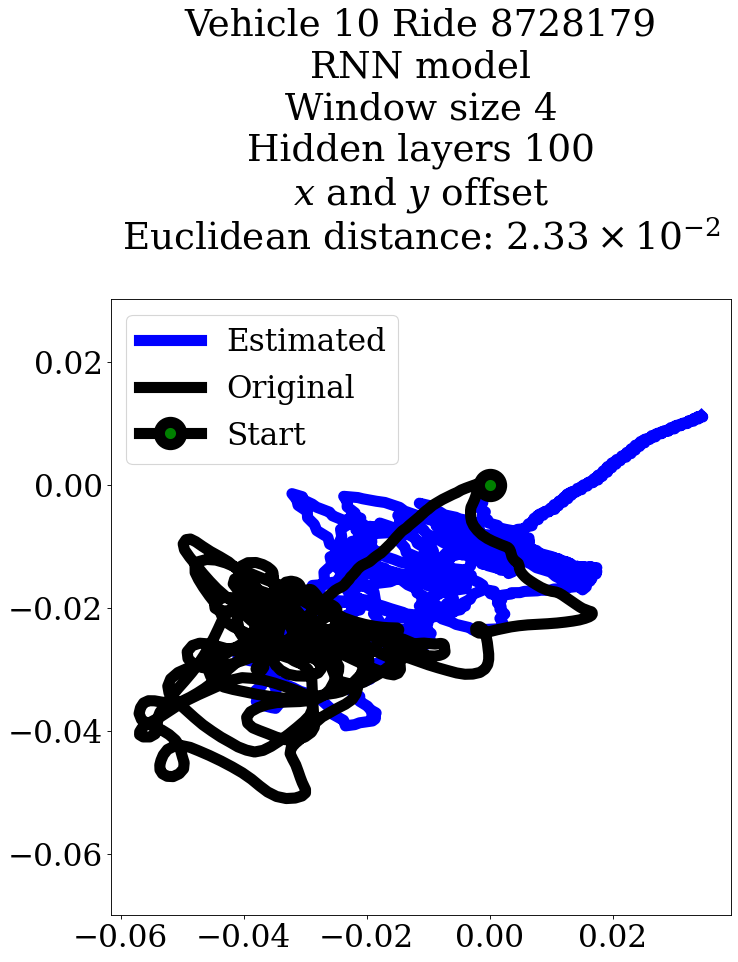 Vehicle 10 Ride 8728179
RNN model
Window size 4
Hidden layers 100
x and y offset
Euclidean distance: 2.33 × 10⁻²
Estimated
Original
Start
0.02
0.00
−0.02
−0.04
−0.06
−0.06 −0.04 −0.02 0.00 0.02